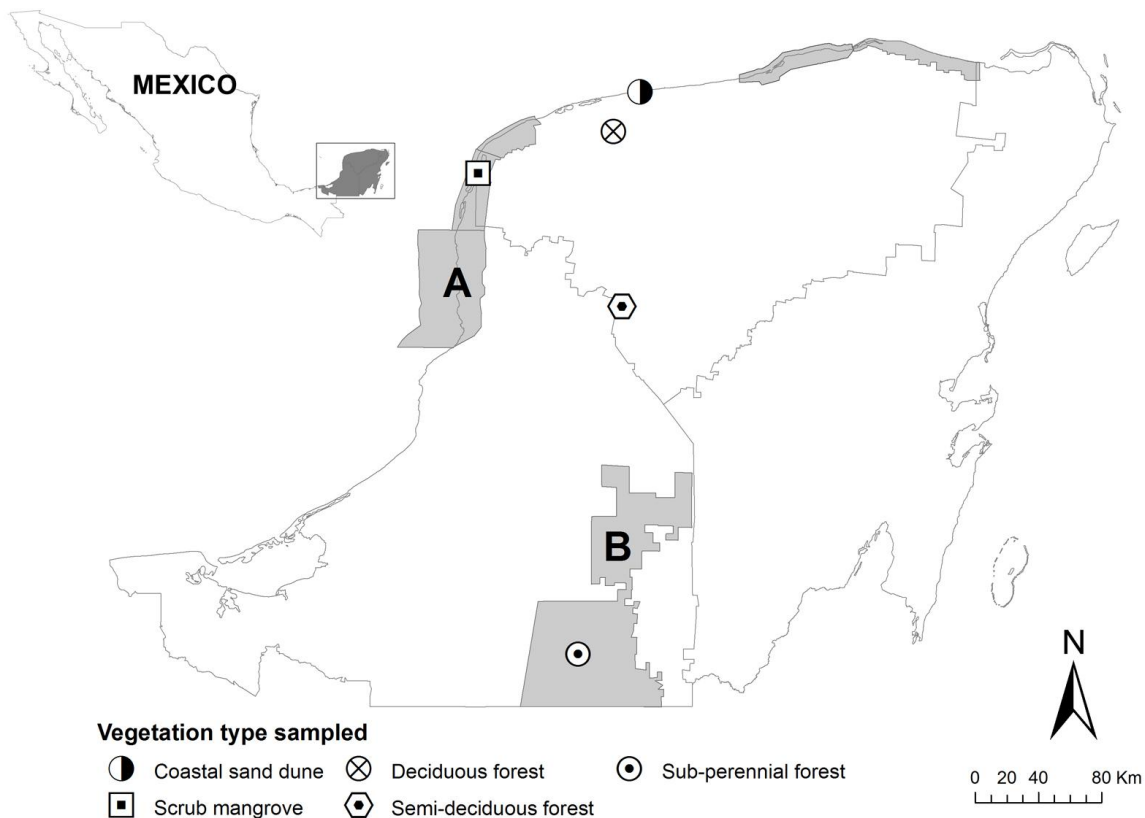 MEXICO
A
B
N
Vegetation type sampled
Coastal sand dune Deciduous forest Sub-perennial forest
Scrub mangrove Semi-deciduous forest
0 20 40 80 Km